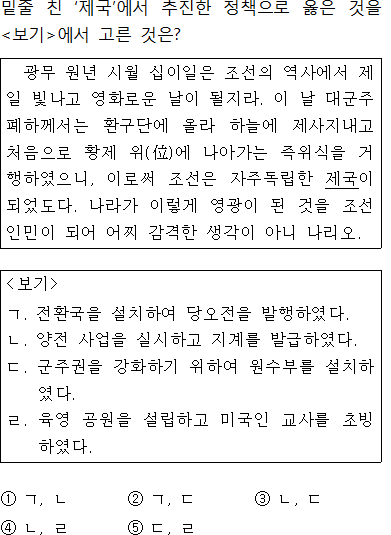 밑줄 친 '제국'에서 추진한 정책으로 옳은 것을
<보기>에서 고른 것은?
광무 원년 시월 십이일은 조선의 역사에서 제
일 빛나고 영화로운 날이 될지라. 이 날 대군주
폐하께서는 환구단에 올라 하늘에 제사지내고
처음으로 황제 위(位)에 나아가는 즉위식을 거
행하였으니, 이로써 조선은 자주독립한 제국이
되었도다. 나라가 이렇게 영광이 된 것을 조선
인민이 되어 어찌 감격한 생각이 아니 나리오.
<보기>
ㄱ. 전환국을 설치하여 당오전을 발행하였다.
ㄴ. 양전 사업을 실시하고 지계를 발급하였다.
ㄷ. 군주권을 강화하기 위하여 원수부를 설치하
였다.
ㄹ. 육영 공원을 설립하고 미국인 교사를 초빙
하였다.
① ㄱ, ㄴ ② ㄱ, ㄷ ③ ㄴ, ㄷ
④ ㄴ, ㄹ ⑤ ㄷ, ㄹ